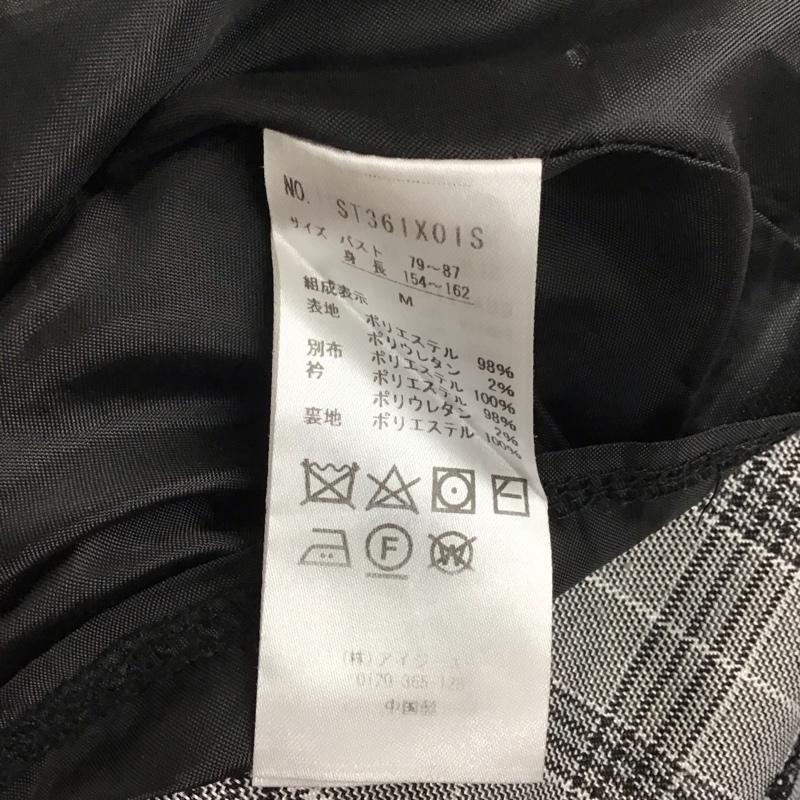 NO. ST361X01S
サイズ バスト 79~87
身長 154~162
M
組成表示
表地 ポリエステル 98%
ポリウレタン 2%
別布 ポリエステル 100%
衿 ポリエステル 98%
ポリウレタン 2%
裏地 ポリエステル 100%
F
W
(株)アイジー
0120-365-128
中国製